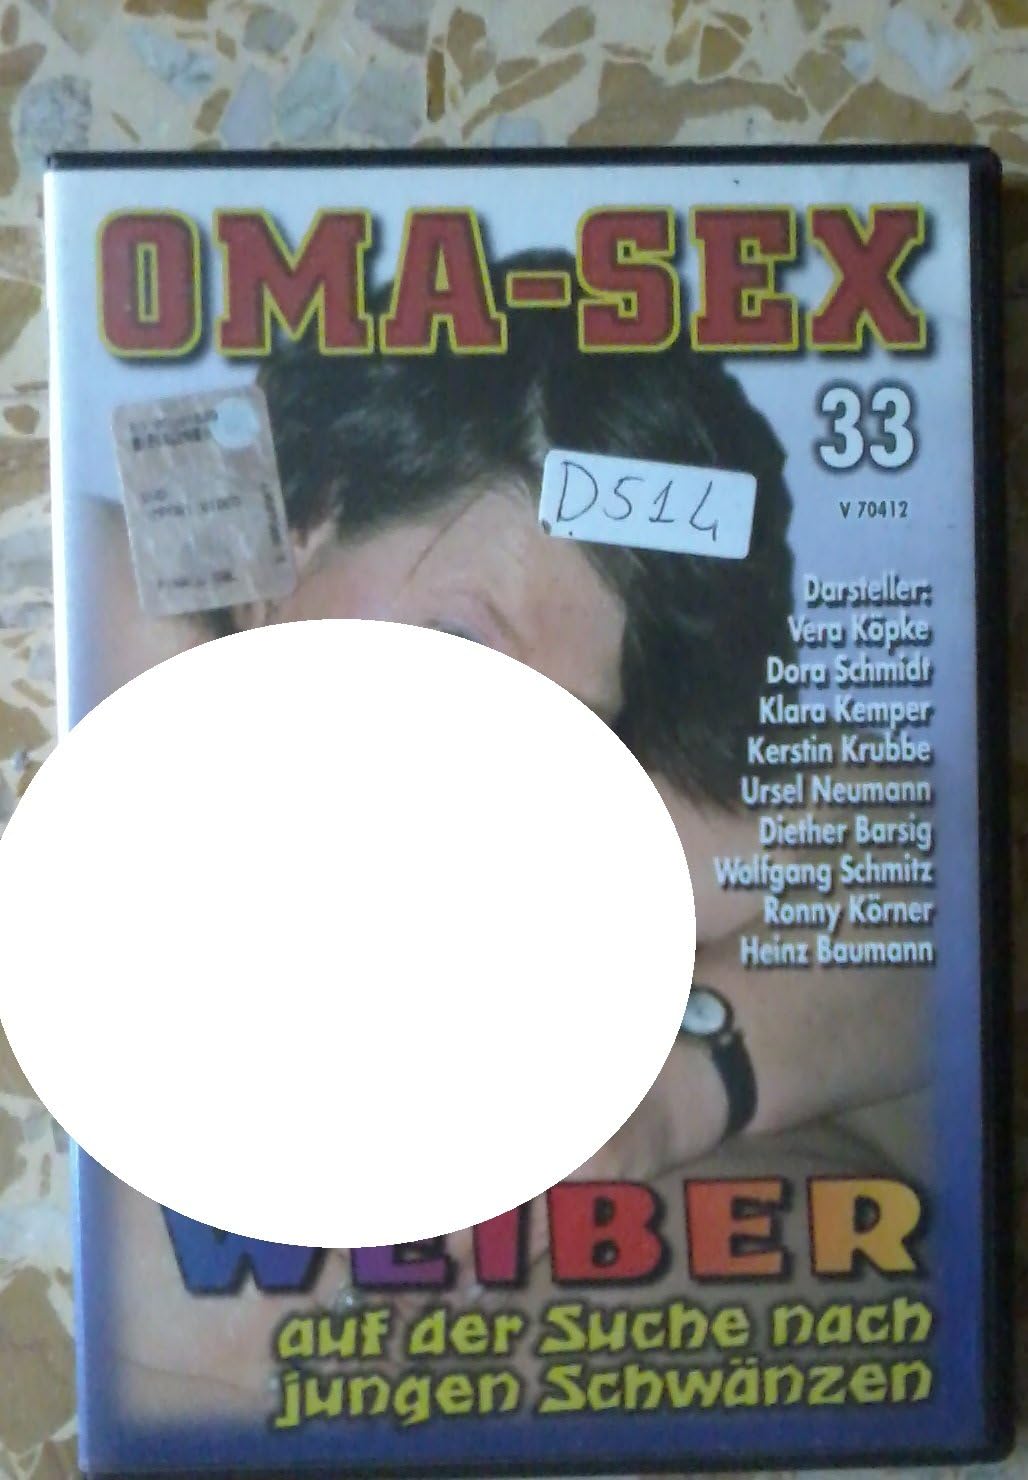 OMA-SEX
33
V 70412
D514
Darsteller:
Vera Köpke
Dora Schmidt
Klara Kemper
Kerstin Krubbe
Ursel Neumann
Diether Barsig
Wolfgang Schmitz
Ronny Körner
Heinz Baumann
WEIBER
auf der Suche nach
jungen Schwänzen